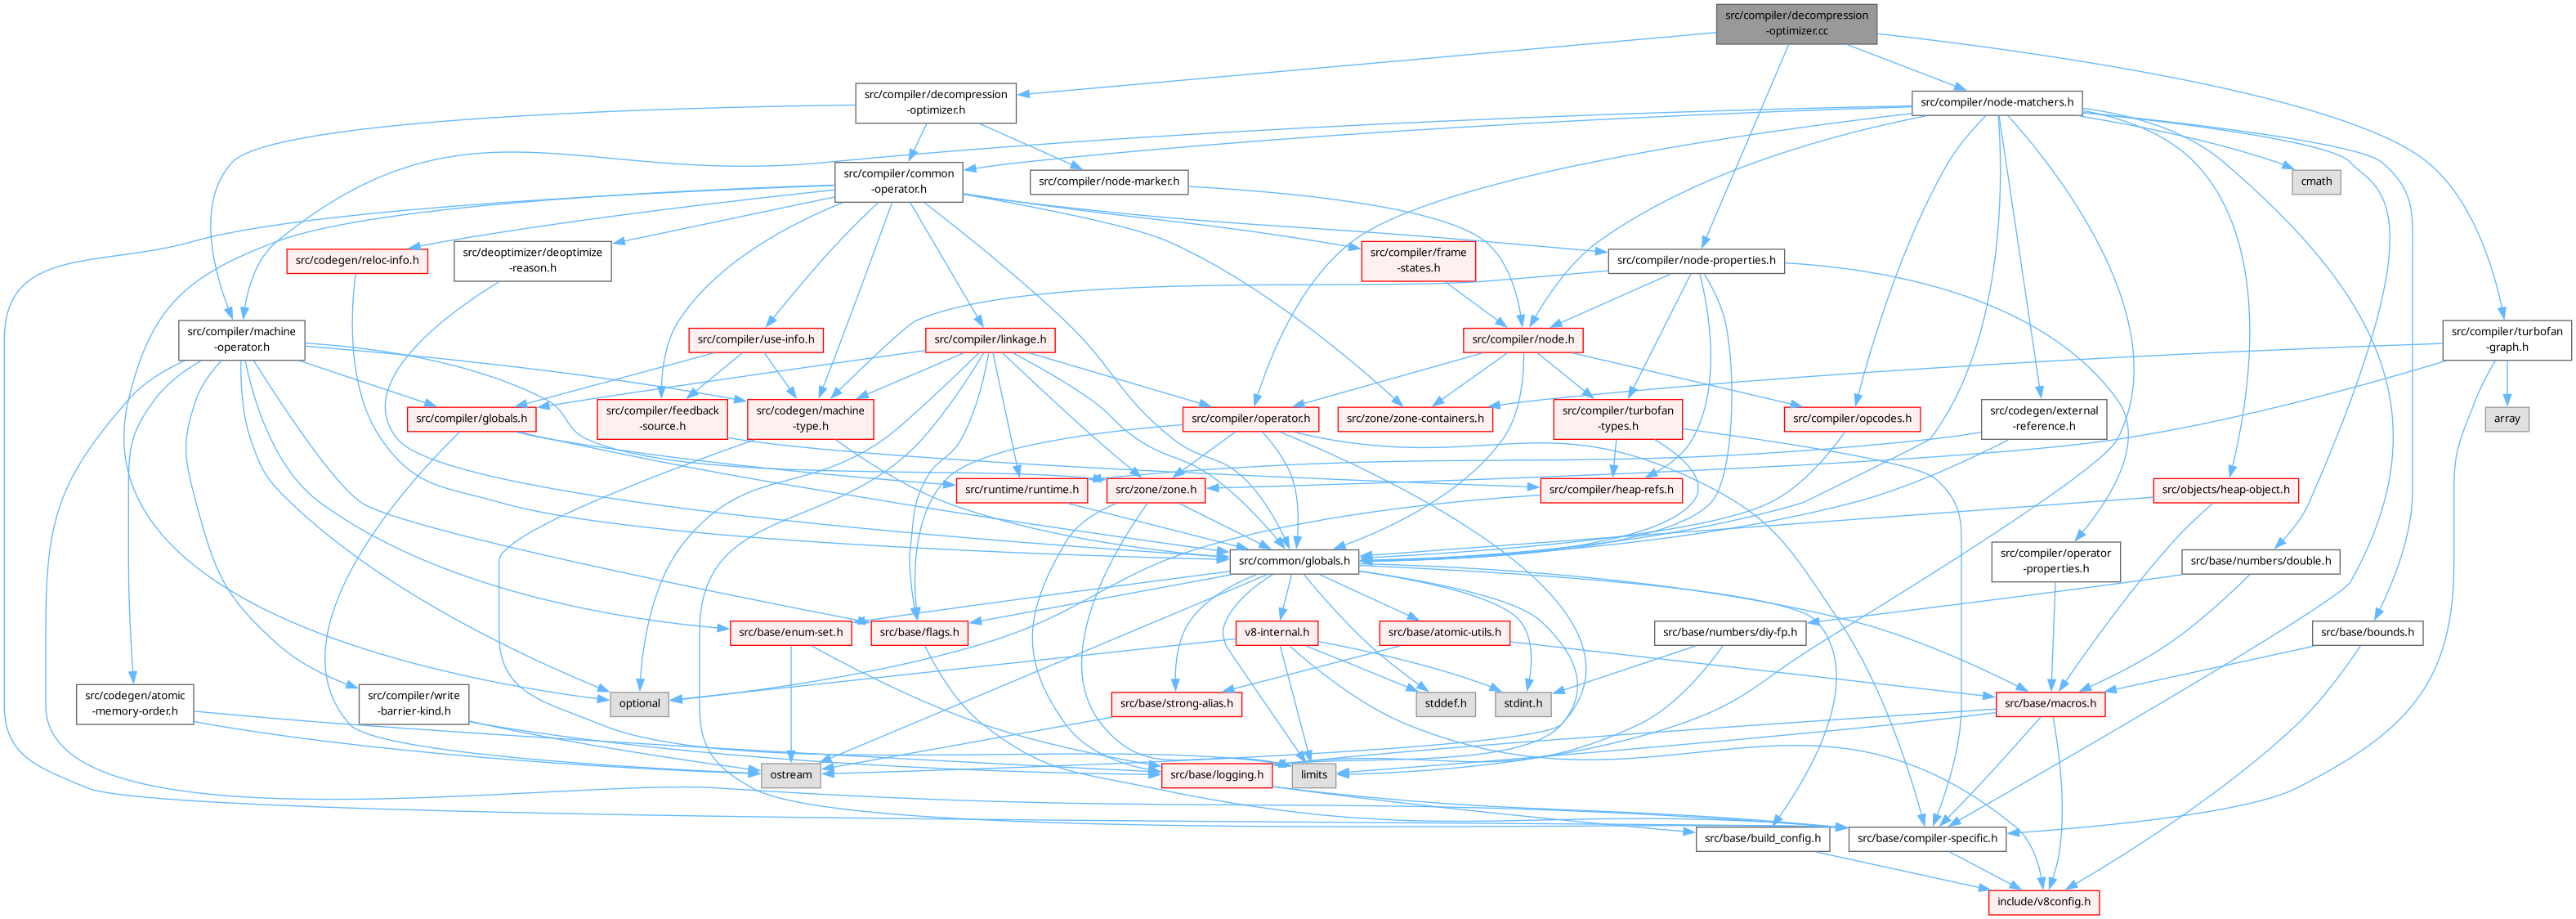 src/compiler/decompression
-optimizer.cc
src/compiler/decompression
-optimizer.h
src/compiler/node-matchers.h
src/compiler/common
-operator.h
src/compiler/node-marker.h
cmath
src/codegen/reloc-info.h
src/deoptimizer/deoptimize
-reason.h
src/compiler/frame
-states.h
src/compiler/node-properties.h
src/compiler/machine
-operator.h
src/compiler/use-info.h
src/compiler/linkage.h
src/compiler/node.h
src/compiler/turbofan
-graph.h
src/compiler/globals.h
src/compiler/feedback
-source.h
src/codegen/machine
-type.h
src/compiler/operator.h
src/zone/zone-containers.h
src/compiler/turbofan
-types.h
src/compiler/opcodes.h
src/codegen/external
-reference.h
array
src/runtime/runtime.h
src/zone/zone.h
src/compiler/heap-refs.h
src/objects/heap-object.h
src/common/globals.h
src/compiler/operator
-properties.h
src/base/numbers/double.h
src/base/enum-set.h
src/base/flags.h
v8-internal.h
src/base/atomic-utils.h
src/base/numbers/diy-fp.h
src/base/bounds.h
src/codegen/atomic
-memory-order.h
src/compiler/write
-barrier-kind.h
optional
src/base/strong-alias.h
stddef.h
stdint.h
src/base/macros.h
ostream
src/base/logging.h
limits
src/base/build_config.h
src/base/compiler-specific.h
include/v8config.h